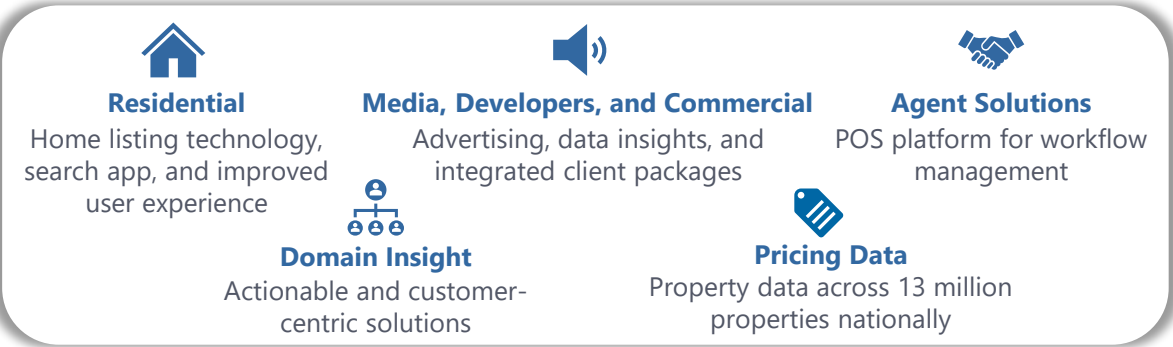 Residential
Home listing technology,
search app, and improved
user experience
Media, Developers, and Commercial
Advertising, data insights, and
integrated client packages
Agent Solutions
POS platform for workflow
management
Domain Insight
Actionable and customer-
centric solutions
Pricing Data
Property data across 13 million
properties nationally